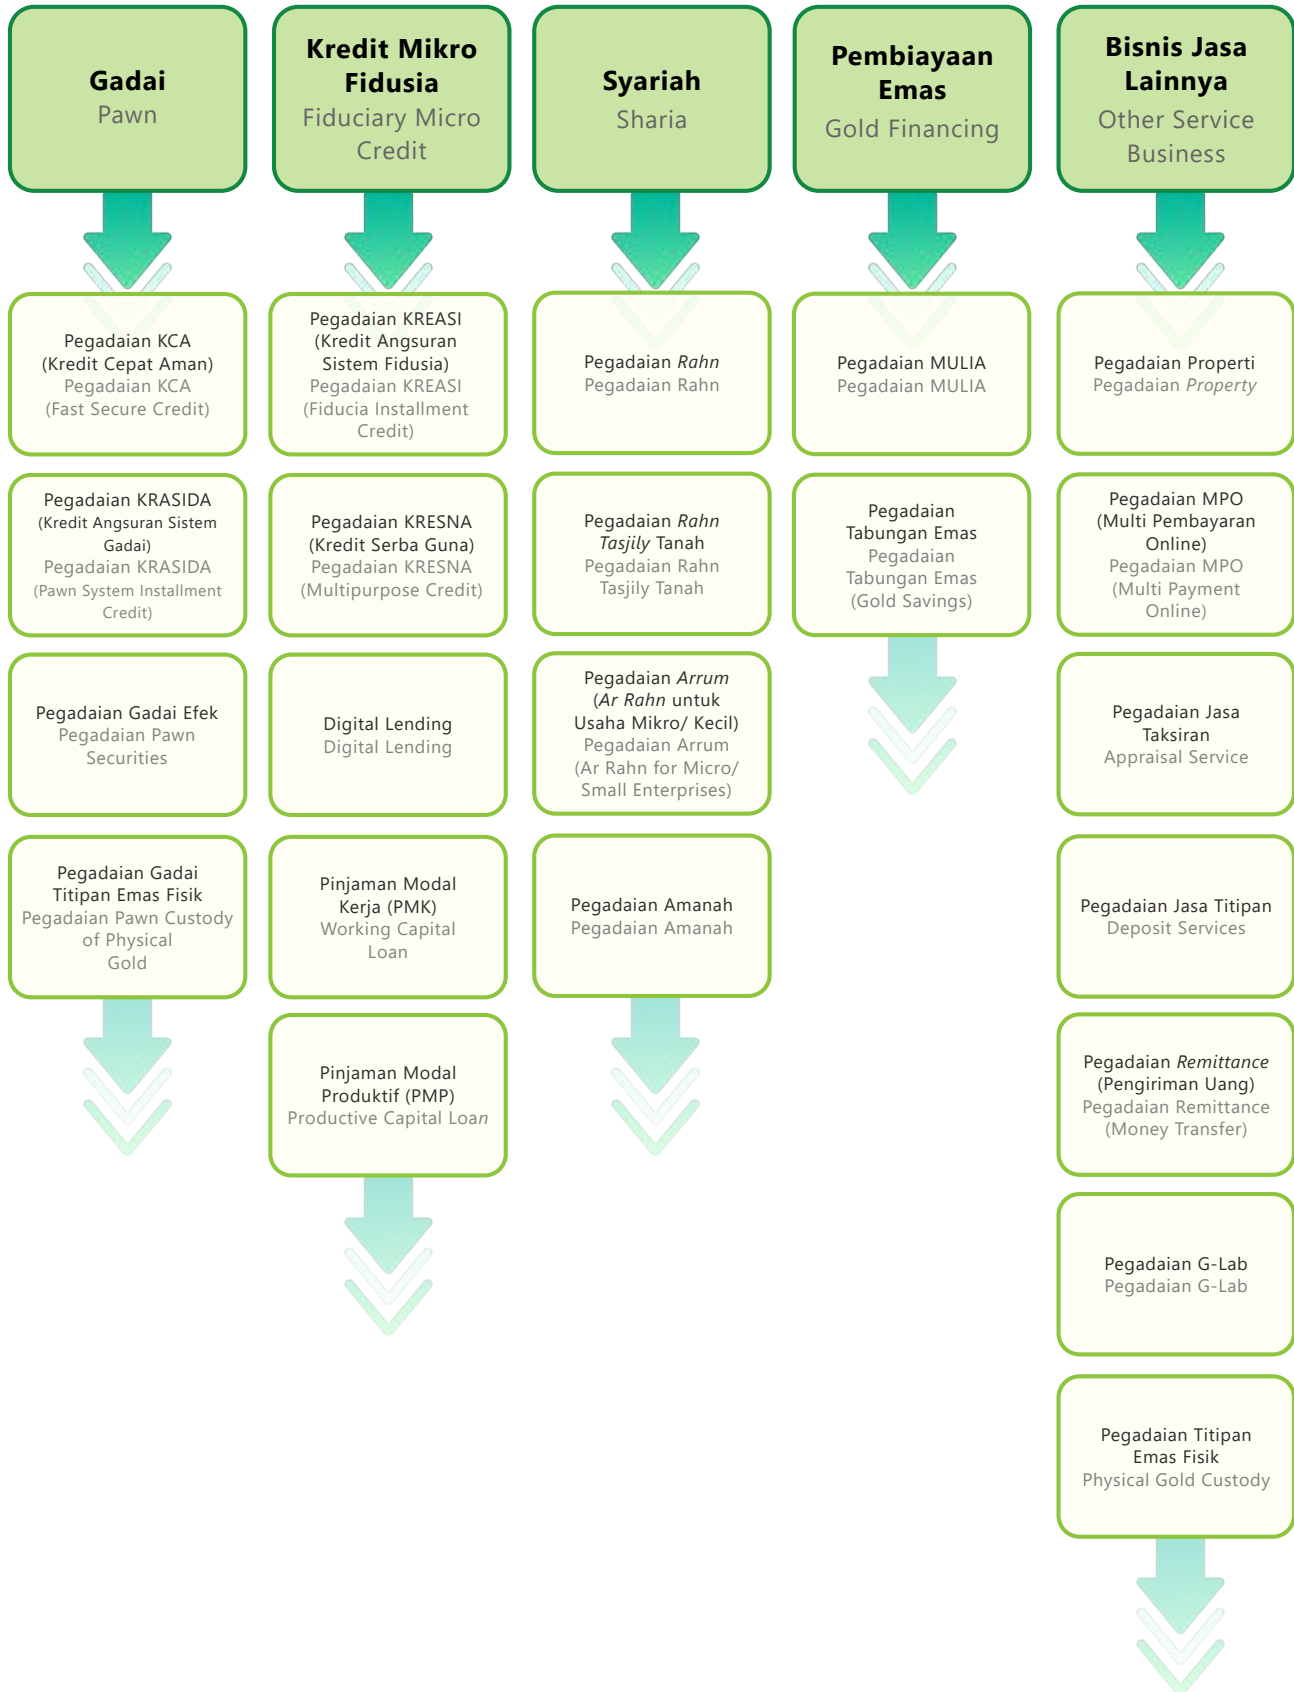 Gadai
Pawn
Kredit Mikro
Fidusia
Fiduciary Micro
Credit
Syariah
Sharia
Pembiayaan
Emas
Gold Financing
Bisnis Jasa
Lainnya
Other Service
Business
Pegadaian KCA
(Kredit Cepat Aman)
Pegadaian KCA
(Fast Secure Credit)
Pegadaian KRASIDA
(Kredit Angsuran Sistem
Gadai)
Pegadaian KRASIDA
(Pawn System Installment
Credit)
Pegadaian Gadai Efek
Pegadaian Pawn
Securities
Pegadaian Gadai
Titipan Emas Fisik
Pegadaian Pawn Custody
of Physical
Gold
Pegadaian KREASI
(Kredit Angsuran
Sistem Fidusia)
Pegadaian KREASI
(Fiducia Installment
Credit)
Pegadaian KRESNA
(Kredit Serba Guna)
Pegadaian KRESNA
(Multipurpose Credit)
Digital Lending
Digital Lending
Pinjaman Modal
Kerja (PMK)
Working Capital
Loan
Pinjaman Modal
Produktif (PMP)
Productive Capital Loan
Pegadaian Rahn
Pegadaian Rahn
Pegadaian Rahn
Tasjily Tanah
Pegadaian Rahn
Tasjily Tanah
Pegadaian Arrum
(Ar Rahn untuk
Usaha Mikro/ Kecil)
Pegadaian Arrum
(Ar Rahn for Micro/
Small Enterprises)
Pegadaian Amanah
Pegadaian Amanah
Pegadaian MULIA
Pegadaian MULIA
Pegadaian
Tabungan Emas
Pegadaian
Tabungan Emas
(Gold Savings)
Pegadaian Properti
Pegadaian Property
Pegadaian MPO
(Multi Pembayaran
Online)
Pegadaian MPO
(Multi Payment
Online)
Pegadaian Jasa
Taksiran
Appraisal Service
Pegadaian Jasa Titipan
Deposit Services
Pegadaian Remittance
(Pengiriman Uang)
Pegadaian Remittance
(Money Transfer)
Pegadaian G-Lab
Pegadaian G-Lab
Pegadaian Titipan
Emas Fisik
Physical Gold Custody